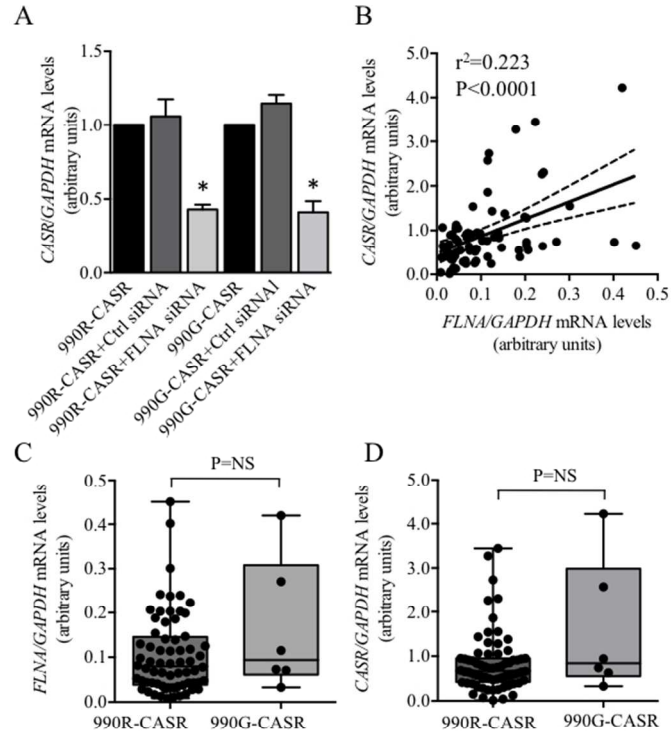 A
CASR/GAPDH mRNA levels
(arbitrary units)
1.5
1.0
0.5
0.0
*
*
990R-CASR
990R-CASR+Ctrl siRNA
990R-CASR+FLNA siRNA
990G-CASR
990G-CASR+Ctrl siRNAl
990G-CASR+FLNA siRNA
B
CASR/GAPDH mRNA levels
(arbitrary units)
5.0
4.0
3.0
2.0
1.0
0.0
r²=0.223
P<0.0001
0.0 0.1 0.2 0.3 0.4 0.5
FLNA/GAPDH mRNA levels
(arbitrary units)
C
FLNA/GAPDH mRNA levels
(arbitrary units)
0.5
0.4
0.3
0.2
0.1
0.0
P=NS
990R-CASR 990G-CASR
D
CASR/GAPDH mRNA levels
(arbitrary units)
5.0
4.0
3.0
2.0
1.0
0.0
P=NS
990R-CASR 990G-CASR